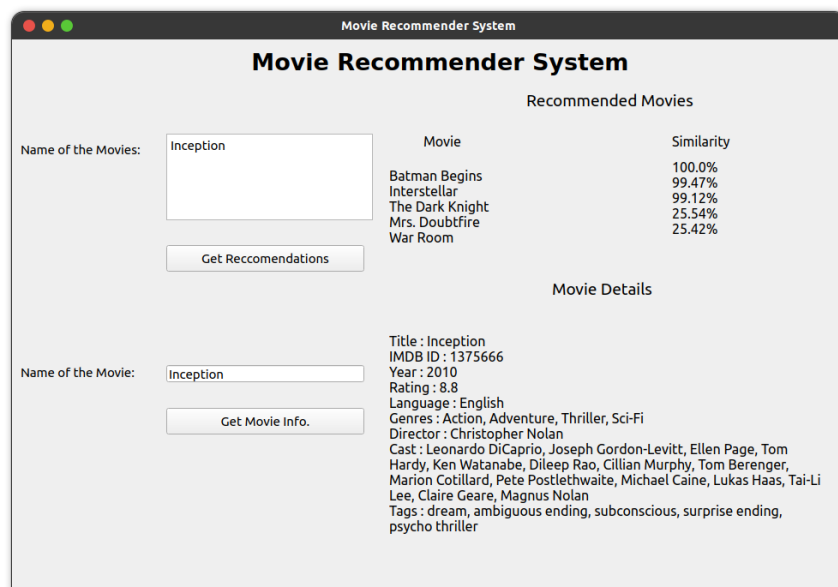 Movie Recommender System
Movie Recommender System
Recommended Movies
Name of the Movies:
Inception
Movie Similarity
Batman Begins 100.0%
Interstellar 99.47%
The Dark Knight 99.12%
Mrs. Doubtfire 25.54%
War Room 25.42%
Get Reccomendations
Movie Details
Name of the Movie:
Inception
Get Movie Info.
Title : Inception
IMDB ID : 1375666
Year : 2010
Rating : 8.8
Language : English
Genres : Action, Adventure, Thriller, Sci-Fi
Director : Christopher Nolan
Cast : Leonardo DiCaprio, Joseph Gordon-Levitt, Ellen Page, Tom
Hardy, Ken Watanabe, Dileep Rao, Cillian Murphy, Tom Berenger,
Marion Cotillard, Pete Postlethwaite, Michael Caine, Lukas Haas, Tai-Li
Lee, Claire Geare, Magnus Nolan
Tags : dream, ambiguous ending, subconscious, surprise ending,
psycho thriller